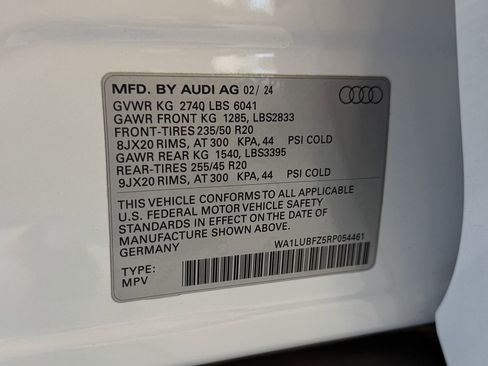 MFD. BY AUDI AG 02/ 24
GVWR KG 2740 LBS 6041
GAWR FRONT KG 1285, LBS2833
FRONT-TIRES 235/50 R20
8JX20 RIMS, AT 300 KPA, 44 PSI COLD
GAWR REAR KG 1540, LBS3395
REAR-TIRES 255/45 R20
9JX20 RIMS, AT 300 KPA, 44 PSI COLD
THIS VEHICLE CONFORMS TO ALL APPLICABLE
U.S. FEDERAL MOTOR VEHICLE SAFETY
STANDARDS IN EFFECT ON THE DATE OF
MANUFACTURE SHOWN ABOVE.
GERMANY
WA1LUBFZ5RP054461
TYPE:
MPV